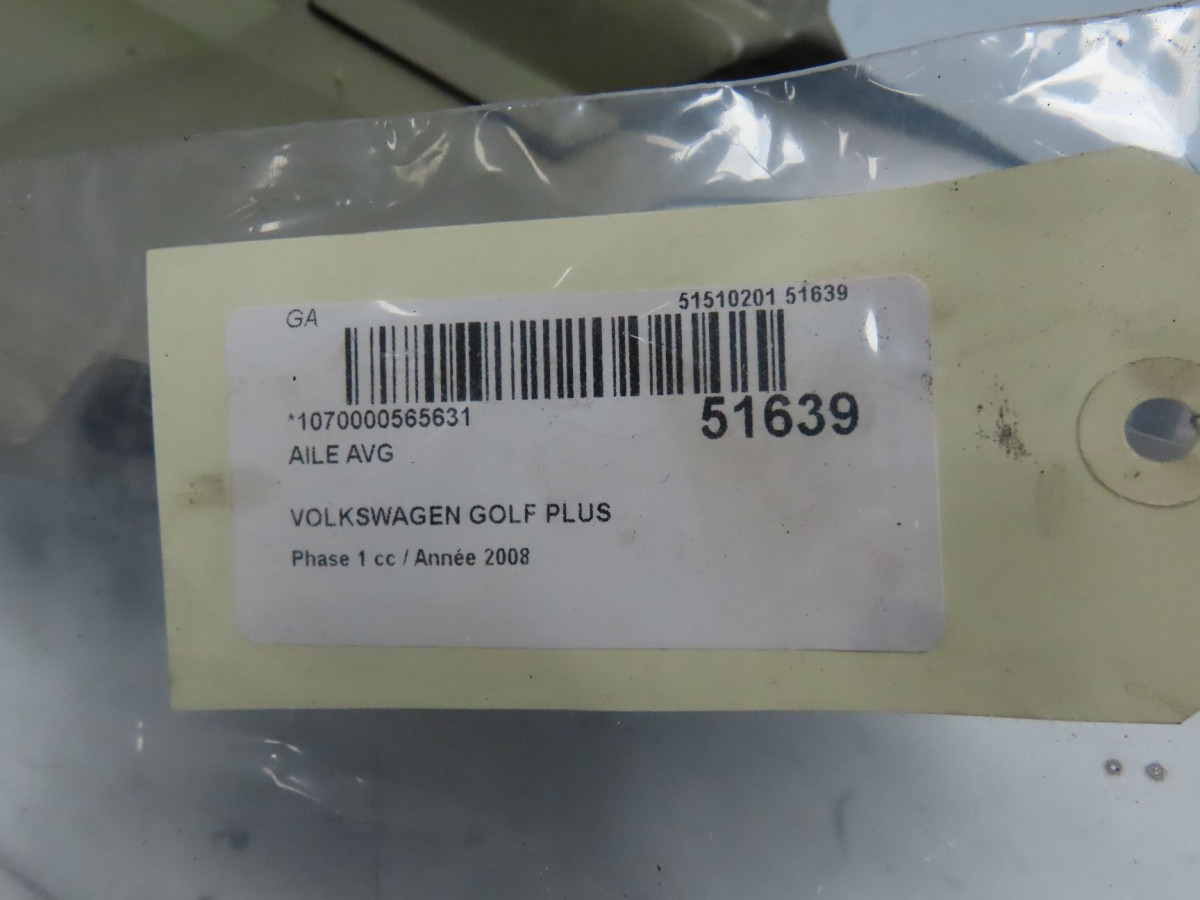 GA
51510201 51639
*1070000565631
51639
AILE AVG
VOLKSWAGEN GOLF PLUS
Phase 1 cc / Année 2008